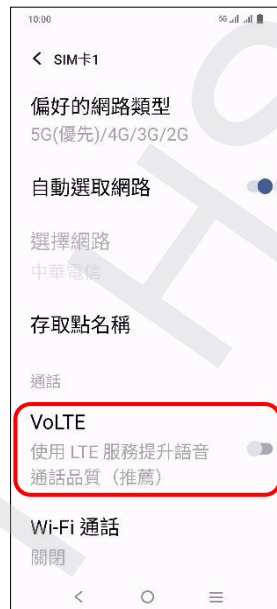 10:00 5G
SIM卡1
偏好的網路類型
5G(優先)/4G/3G/2G
自動選取網路
選擇網路
中華電信
存取點名稱
通話
VoLTE
使用 LTE 服務提升語音
通話品質（推薦）
Wi-Fi 通話
關閉